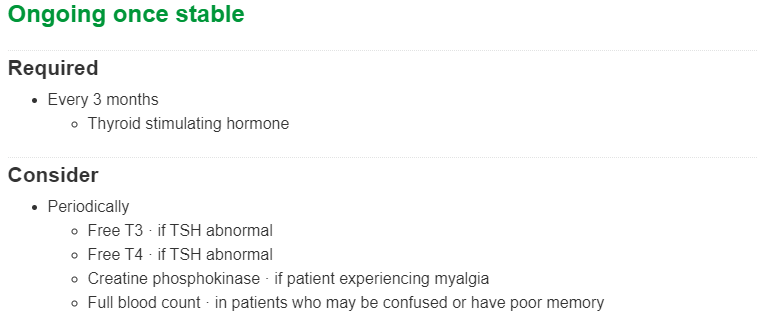 Ongoing once stable
Required
• Every 3 months
◦ Thyroid stimulating hormone
Consider
• Periodically
◦ Free T3 · if TSH abnormal
◦ Free T4 · if TSH abnormal
◦ Creatine phosphokinase · if patient experiencing myalgia
◦ Full blood count · in patients who may be confused or have poor memory